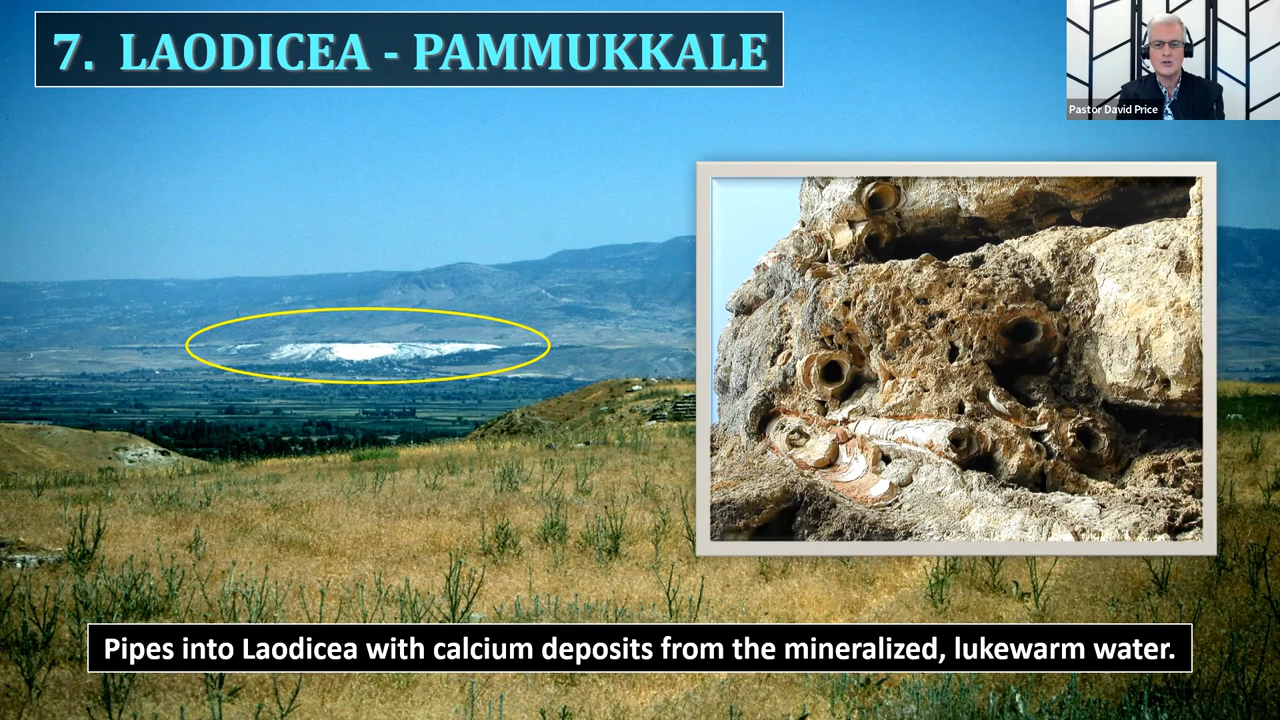 7. LAODICEA - PAMMUKKALE
Pastor David Price
Pipes into Laodicea with calcium deposits from the mineralized, lukewarm water.